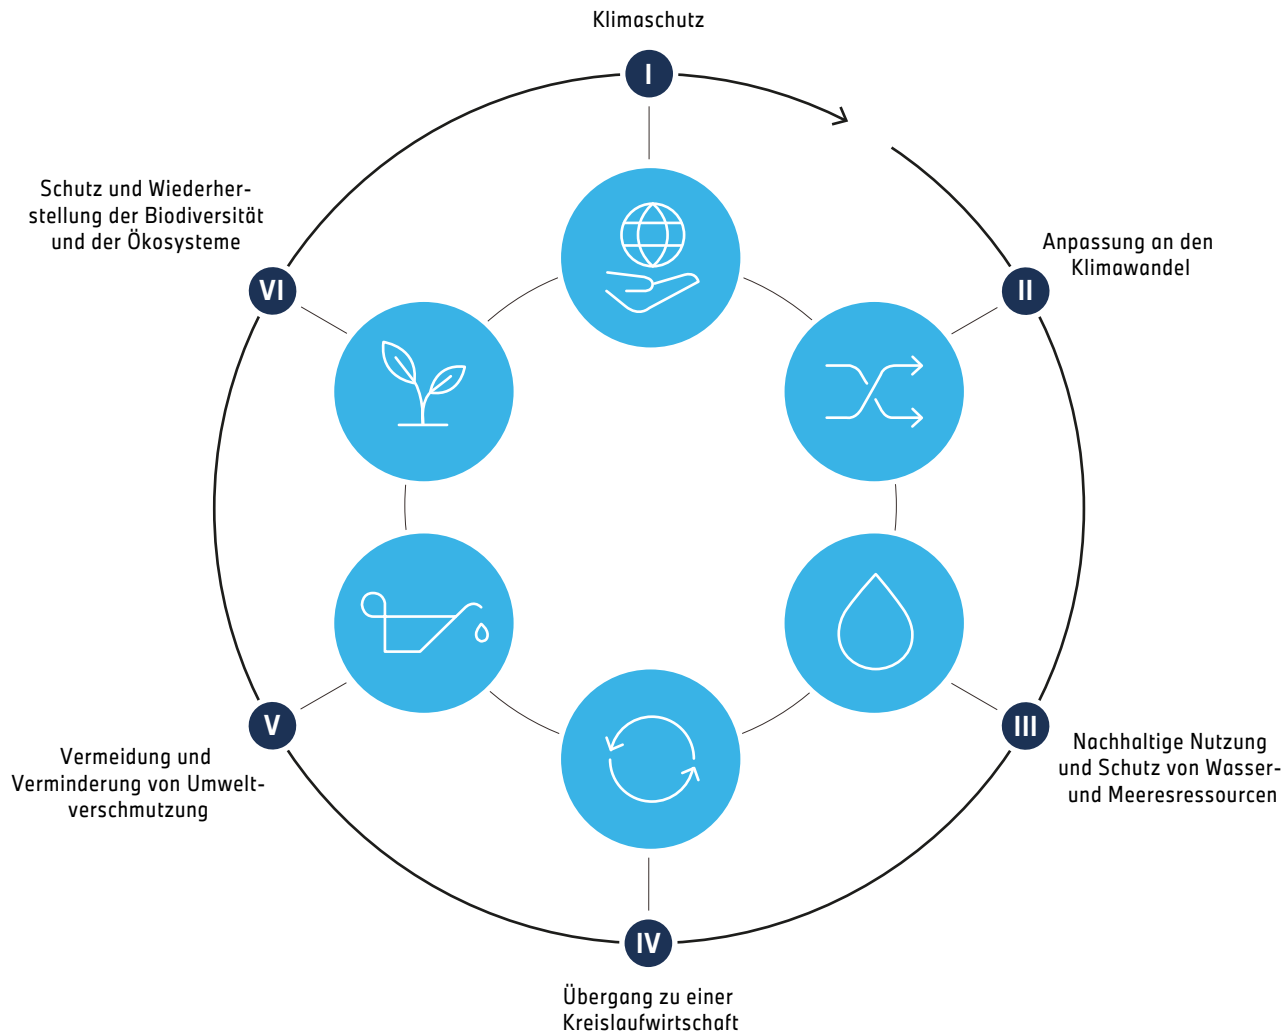 Klimaschutz
I
Anpassung an den
Klimawandel
II
III
Nachhaltige Nutzung
und Schutz von Wasser-
und Meeresressourcen
IV
Übergang zu einer
Kreislaufwirtschaft
V
Vermeidung und
Verminderung von Umwelt-
verschmutzung
Schutz und Wiederher-
stellung der Biodiversität
und der Ökosysteme
VI